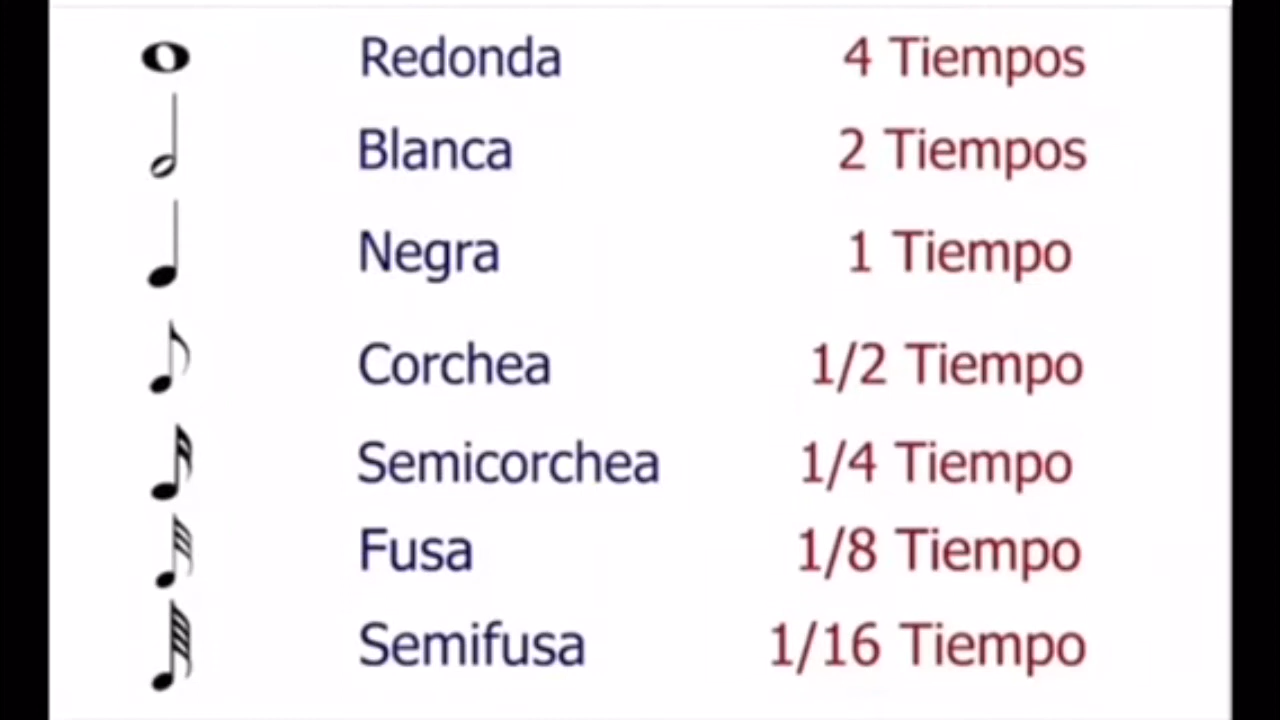 Redonda 4 Tiempos
Blanca 2 Tiempos
Negra 1 Tiempo
Corchea 1/2 Tiempo
Semicorchea 1/4 Tiempo
Fusa 1/8 Tiempo
Semifusa 1/16 Tiempo